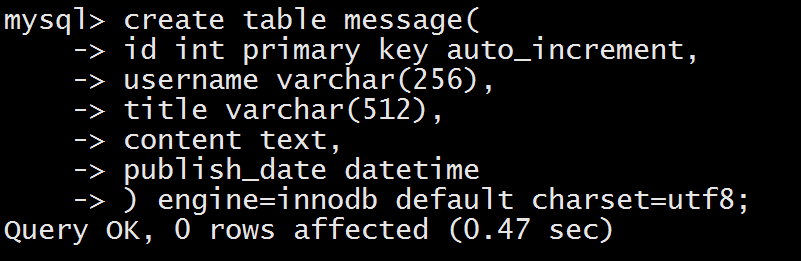 mysql> create table message(
    -> id int primary key auto_increment,
    -> username varchar(256),
    -> title varchar(512),
    -> content text,
    -> publish_date datetime
    -> ) engine=innodb default charset=utf8;
Query OK, 0 rows affected (0.47 sec)